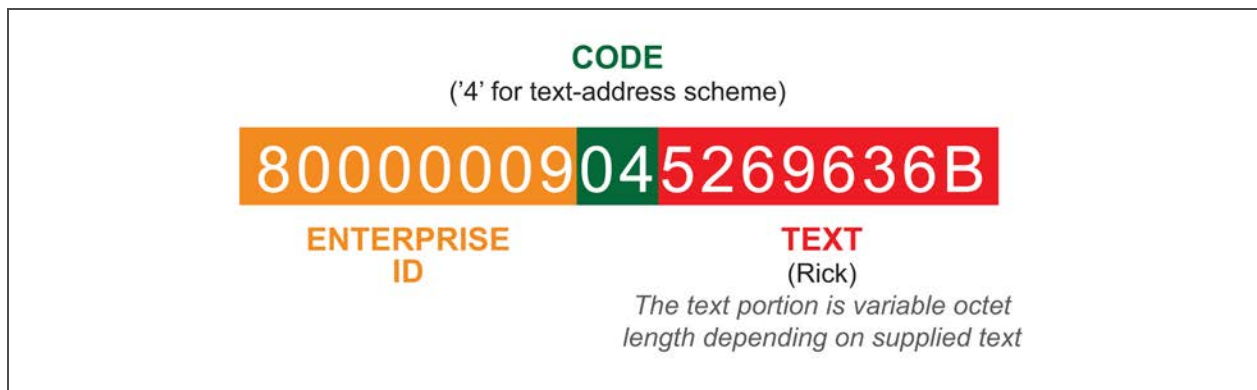 CODE
('4' for text-address scheme)
80000009045269636B
ENTERPRISE
ID
TEXT
(Rick)
The text portion is variable octet
length depending on supplied text